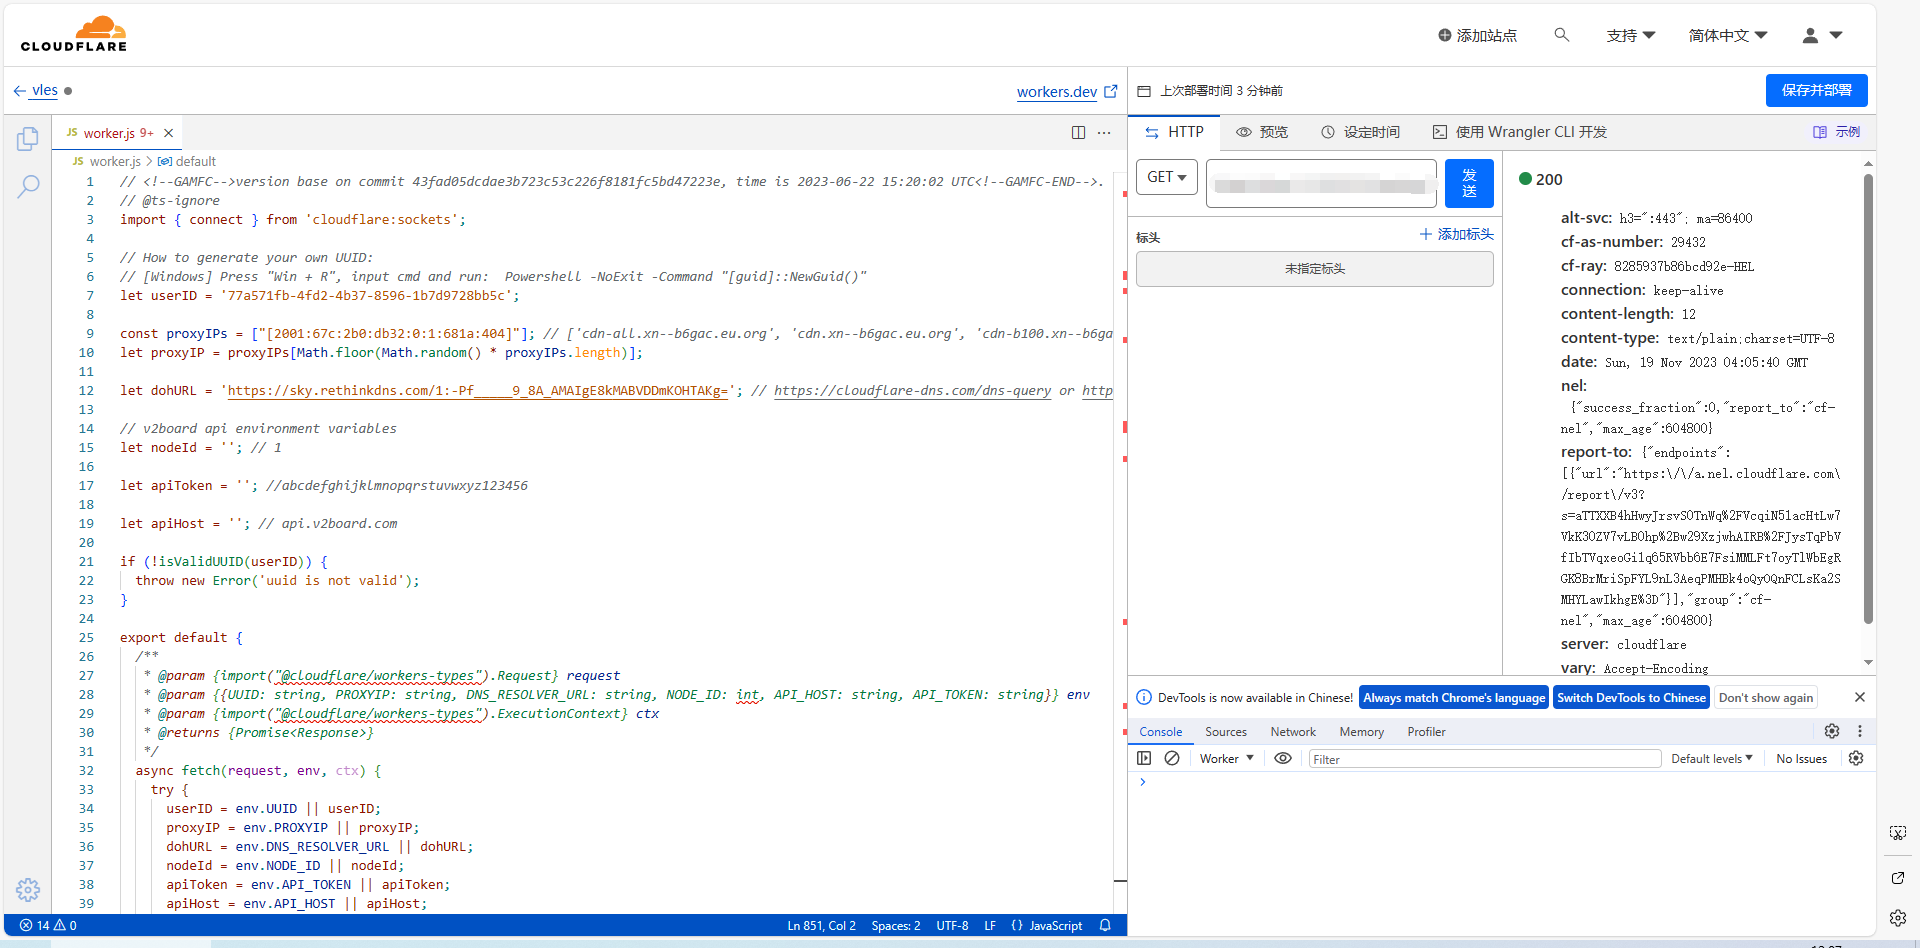 CLOUDFLARE
添加站点
支持
简体中文
vles
workers.dev
上次部署时间 3 分钟前
保存并部署
JS worker.js 9+
JS worker.js > default
HTTP
预览
设定时间
使用 Wrangler CLI 开发
示例
1 // <!--GAMFC-->version base on commit 43fad05dcdae3b723c53c226f8181fc5bd47223e, time is 2023-06-22 15:20:02 UTC<!--GAMFC-END-->.
2 // @ts-ignore
3 import { connect } from 'cloudflare:sockets';
4
5 // How to generate your own UUID:
6 // [Windows] Press "Win + R", input cmd and run:  Powershell -NoExit -Command "[guid]::NewGuid()"
7 let userID = '77a571fb-4fd2-4b37-8596-1b7d9728bb5c';
8
9 const proxyIPs = ["[2001:67c:2b0:db32:0:1:681a:404]"]; // ['cdn-all.xn--b6gac.eu.org', 'cdn.xn--b6gac.eu.org', 'cdn-b100.xn--b6ga
10 let proxyIP = proxyIPs[Math.floor(Math.random() * proxyIPs.length)];
11
12 let dohURL = 'https://sky.rethinkdns.com/1:-Pf_____9_8A_AMAIgE8kMABVDDmKOHTAKg='; // https://cloudflare-dns.com/dns-query or http
13
14 // v2board api environment variables
15 let nodeId = ''; // 1
16
17 let apiToken = ''; //abcdefghijklmnopqrstuvwxyz123456
18
19 let apiHost = ''; // api.v2board.com
20
21 if (!isValidUUID(userID)) {
22   throw new Error('uuid is not valid');
23 }
24
25 export default {
26   /**
27    * @param {import("@cloudflare/workers-types").Request} request
28    * @param {{UUID: string, PROXYIP: string, DNS_RESOLVER_URL: string, NODE_ID: int, API_HOST: string, API_TOKEN: string}} env
29    * @param {import("@cloudflare/workers-types").ExecutionContext} ctx
30    * @returns {Promise<Response>}
31    */
32   async fetch(request, env, ctx) {
33     try {
34       userID = env.UUID || userID;
35       proxyIP = env.PROXYIP || proxyIP;
36       dohURL = env.DNS_RESOLVER_URL || dohURL;
37       nodeId = env.NODE_ID || nodeId;
38       apiToken = env.API_TOKEN || apiToken;
39       apiHost = env.API_HOST || apiHost;
14 0
Ln 851, Col 2 Spaces: 2 UTF-8 LF {} JavaScript
GET
发送
标头
添加标头
未指定标头
200
alt-svc: h3=":443"; ma=86400
cf-as-number: 29432
cf-ray: 8285937b86bcd92e-HEL
connection: keep-alive
content-length: 12
content-type: text/plain;charset=UTF-8
date: Sun, 19 Nov 2023 04:05:40 GMT
nel:
{"success_fraction":0,"report_to":"cf-
nel","max_age":604800}
report-to: {"endpoints":
[{"url":"https:\/\/a.nel.cloudflare.com\
/report\/v3?
s=aTTXXB4hHwyJrsvSOTnWq%2FVcqiN51acHtLw7
VkK3OZV7vLBOhp%2Bw29XzjwhAIRB%2FJysTqPbV
fIbTVqxeoGi1q65RVbb6E7FsiMMLFt7oyTlWbEgR
GK8BrMriSpFYL9nL3AeqPMHBk4oQyOQnFCLsKa2S
MHYLawIkhgE%3D"}],"group":"cf-
nel","max_age":604800}
server: cloudflare
vary: Accept-Encoding
DevTools is now available in Chinese! Always match Chrome's language Switch DevTools to Chinese Don't show again
Console Sources Network Memory Profiler
Worker Filter Default levels No Issues